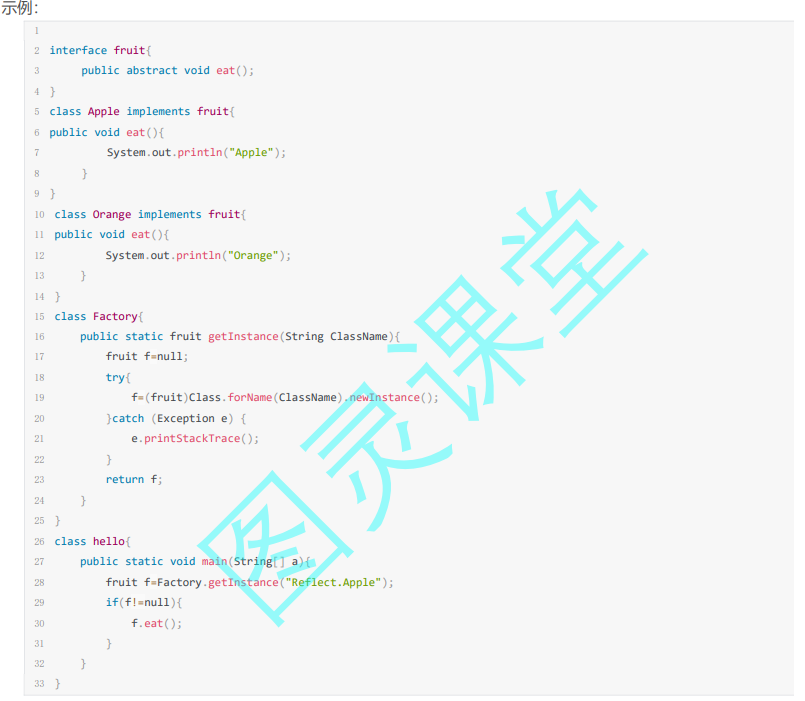 示例：
1
2 interface fruit{
3 public abstract void eat();
4 }
5 class Apple implements fruit{
6 public void eat(){
7 System.out.println("Apple");
8 }
9 }
10 class Orange implements fruit{
11 public void eat(){
12 System.out.println("Orange");
13 }
14 }
15 class Factory{
16 public static fruit getInstance(String ClassName){
17 fruit f=null;
18 try{
19 f=(fruit)Class.forName(ClassName).newInstance();
20 }catch (Exception e) {
21 e.printStackTrace();
22 }
23 return f;
24 }
25 }
26 class hello{
27 public static void main(String[] a){
28 fruit f=Factory.getInstance("Reflect.Apple");
29 if(f!=null){
30 f.eat();
31 }
32 }
33 }
图灵课堂